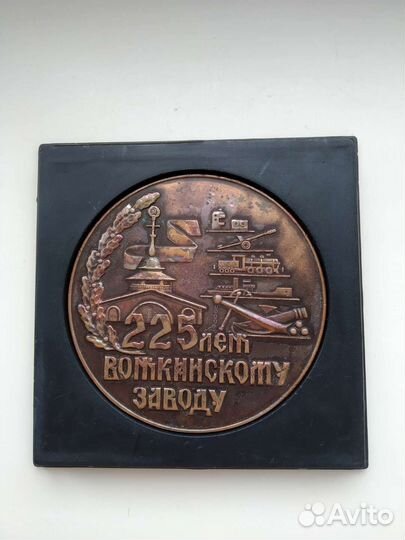 225 лет
Воткинскому
заводу
Avito